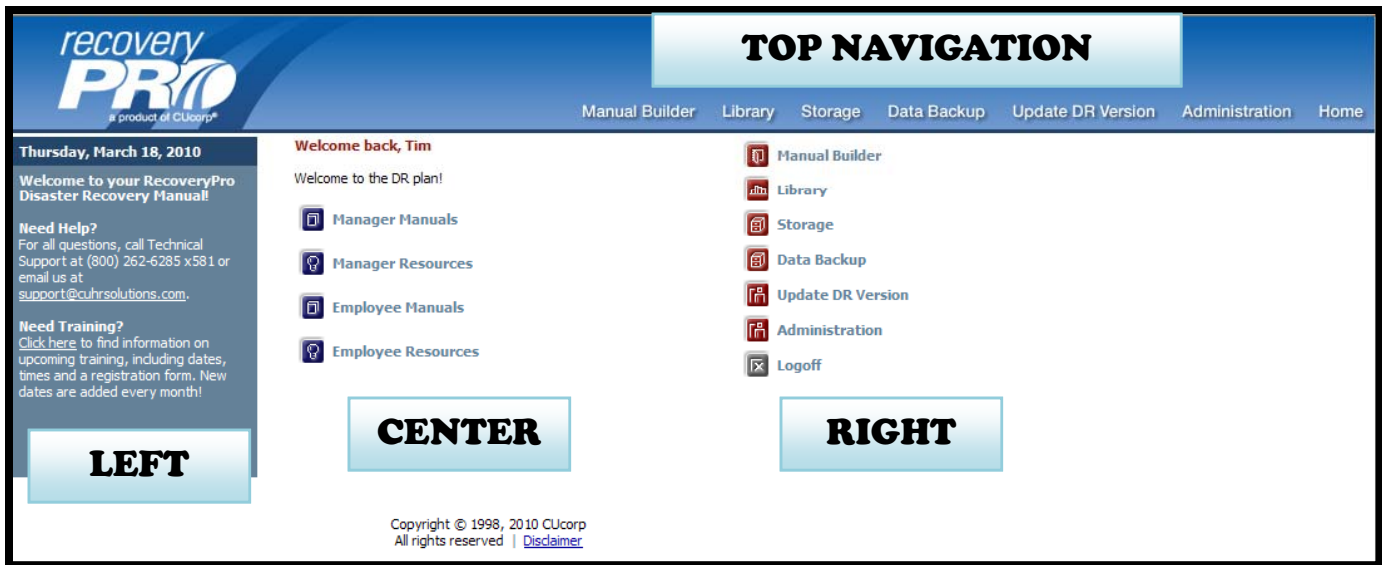 recovery
PRO
a product of CUcorp®
TOP NAVIGATION
Manual Builder Library Storage Data Backup Update DR Version Administration Home
Thursday, March 18, 2010
Welcome to your RecoveryPro
Disaster Recovery Manual!
Need Help?
For all questions, call Technical
Support at (800) 262-6285 x581 or
email us at
support@cuhrsolutions.com.
Need Training?
Click here to find information on
upcoming training, including dates,
times and a registration form. New
dates are added every month!
LEFT
Welcome back, Tim
Welcome to the DR plan!
Manager Manuals
Manager Resources
Employee Manuals
Employee Resources
CENTER
Manual Builder
Library
Storage
Data Backup
Update DR Version
Administration
Logoff
RIGHT
Copyright © 1998, 2010 CUcorp
All rights reserved | Disclaimer